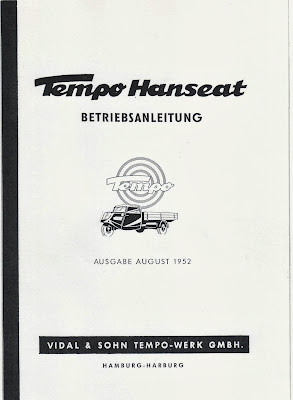 Tempo Hanseat
BETRIEBSANLEITUNG
Tempo
AUSGABE AUGUST 1952
VIDAL & SOHN TEMPO-WERK GMBH.
HAMBURG-HARBURG